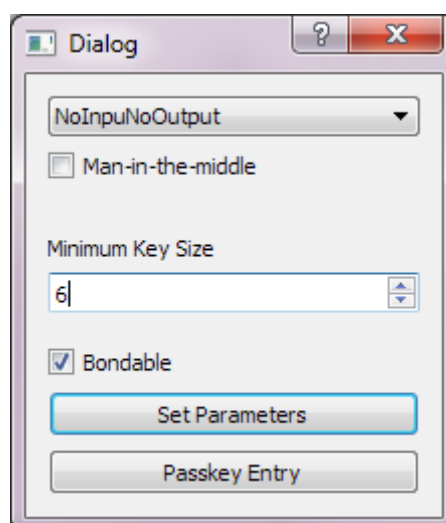 Dialog
NoInpuNoOutput
Man-in-the-middle
Minimum Key Size
6
Bondable
Set Parameters
Passkey Entry